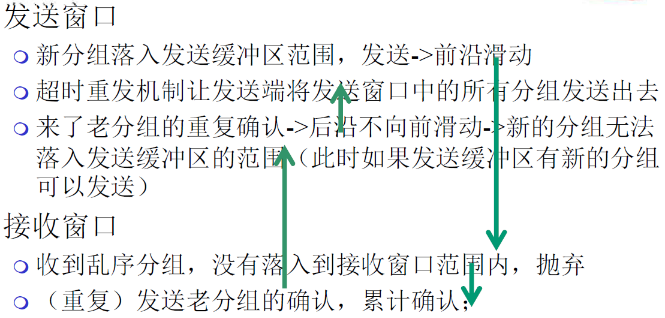 发送窗口
新分组落入发送缓冲区范围，发送->前沿滑动
超时重发机制让发送端将发送窗口中的所有分组发送出去
来了老分组的重复确认->后沿不向前滑动->新的分组无法
落入发送缓冲区的范围（此时如果发送缓冲区有新的分组
可以发送）
接收窗口
收到乱序分组，没有落入到接收窗口范围内，抛弃
（重复）发送老分组的确认，累计确认；